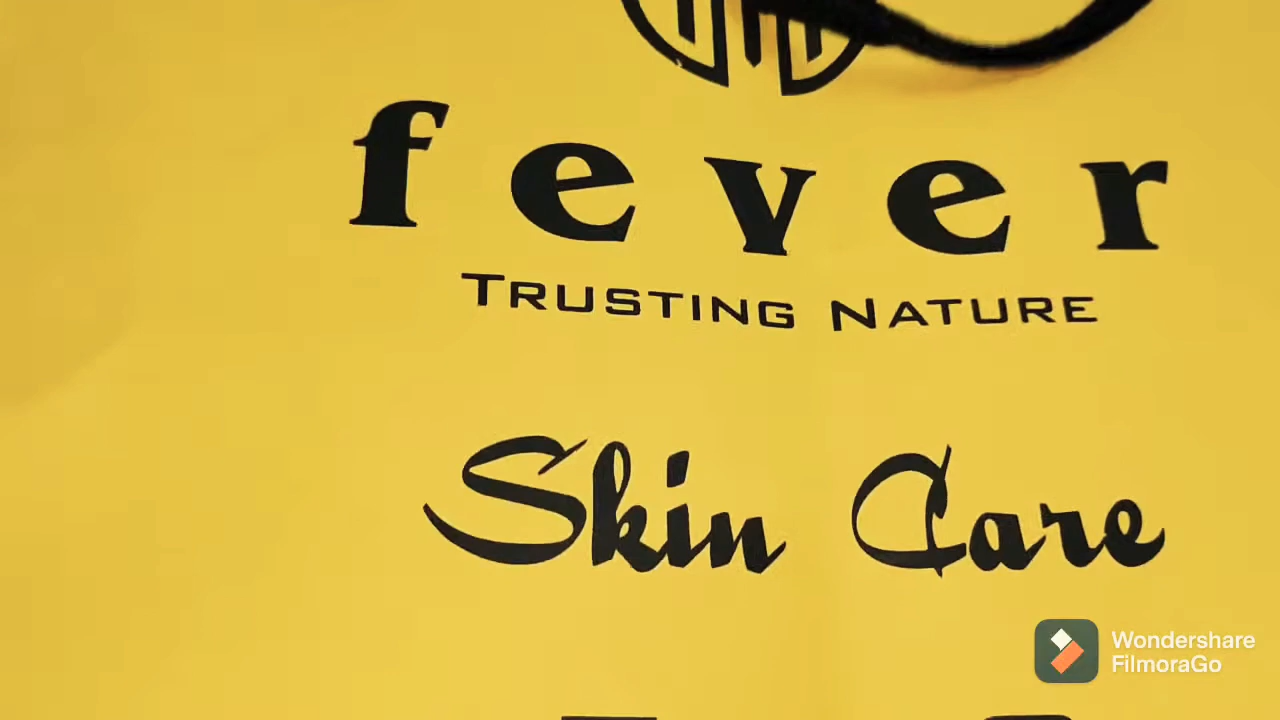 fever
TRUSTING NATURE
Skin Care
Wondershare
FilmoraGo